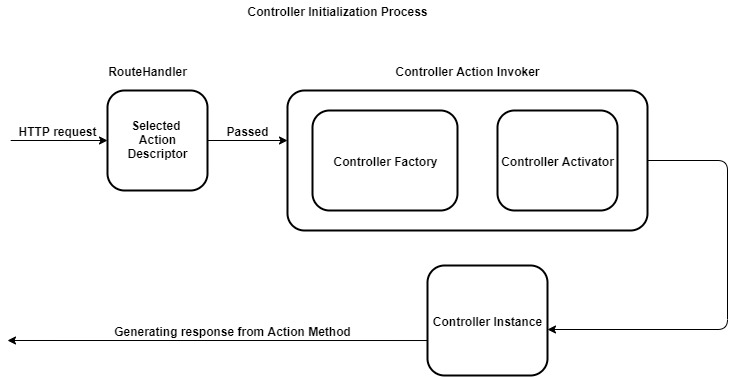 Controller Initialization Process
RouteHandler
Controller Action Invoker
HTTP request
Selected
Action
Descriptor
Passed
Controller Factory
Controller Activator
Controller Instance
Generating response from Action Method